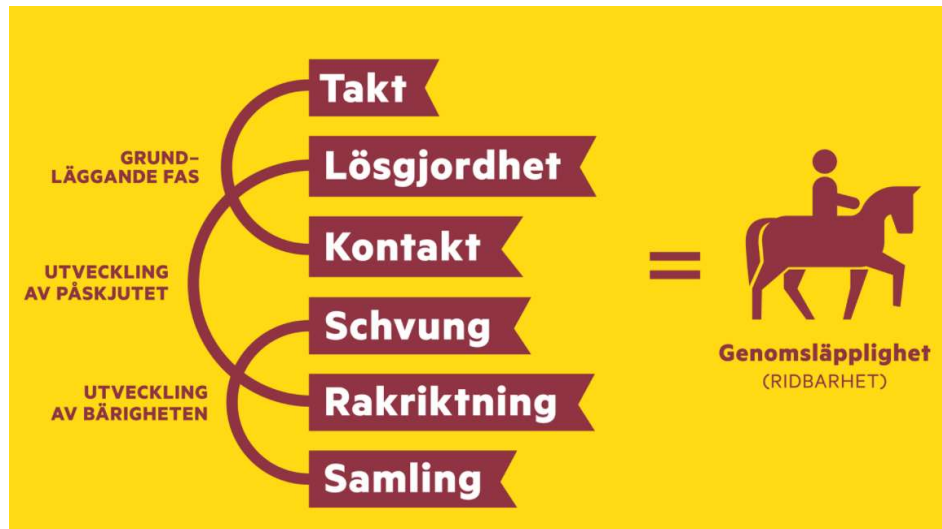 Takt
Lösgjordhet
Kontakt
Schvung
Rakriktning
Samling
GRUND-
LÄGGANDE FAS
UTVECKLING
AV PÅSKJUTET
UTVECKLING
AV BÄRIGHETEN
=
Genomsläpplighet
(RIDBARHET)